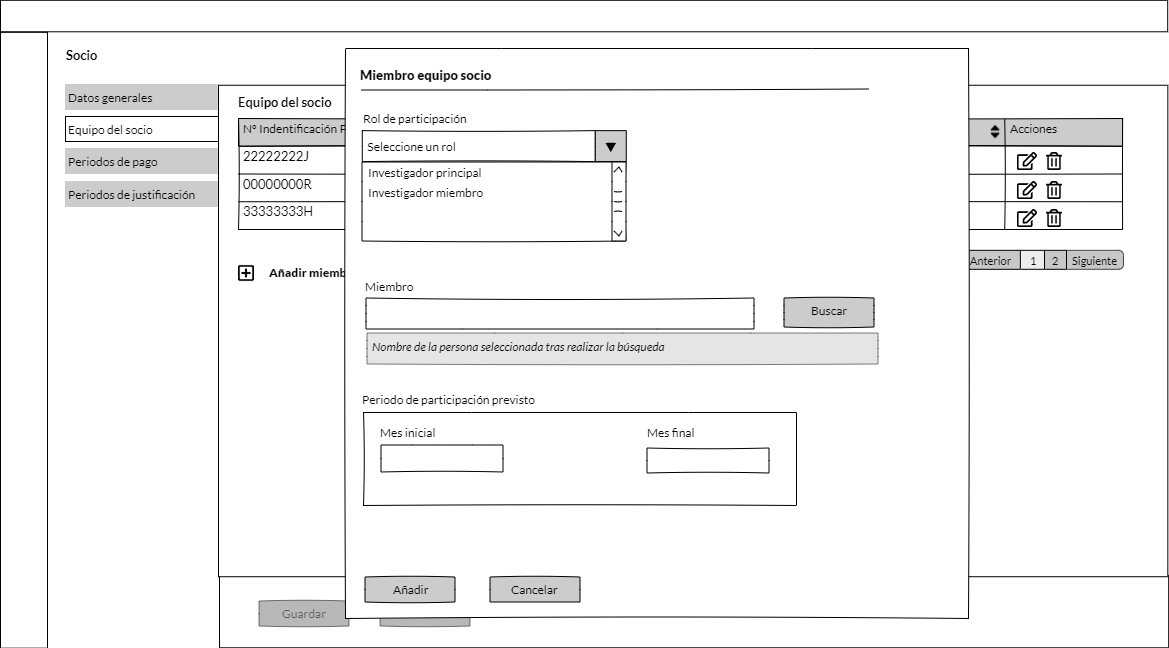 Socio
Datos generales
Equipo del socio
Periodos de pago
Periodos de justificación
Equipo del socio
Nº Indentificación P
Acciones
22222222J
00000000R
33333333H
Añadir miemb
Anterior 1 2 Siguiente
Guardar
Miembro equipo socio
Rol de participación
Seleccione un rol
Investigador principal
Investigador miembro
Miembro
Buscar
Nombre de la persona seleccionada tras realizar la búsqueda
Periodo de participación previsto
Mes inicial
Mes final
Añadir
Cancelar